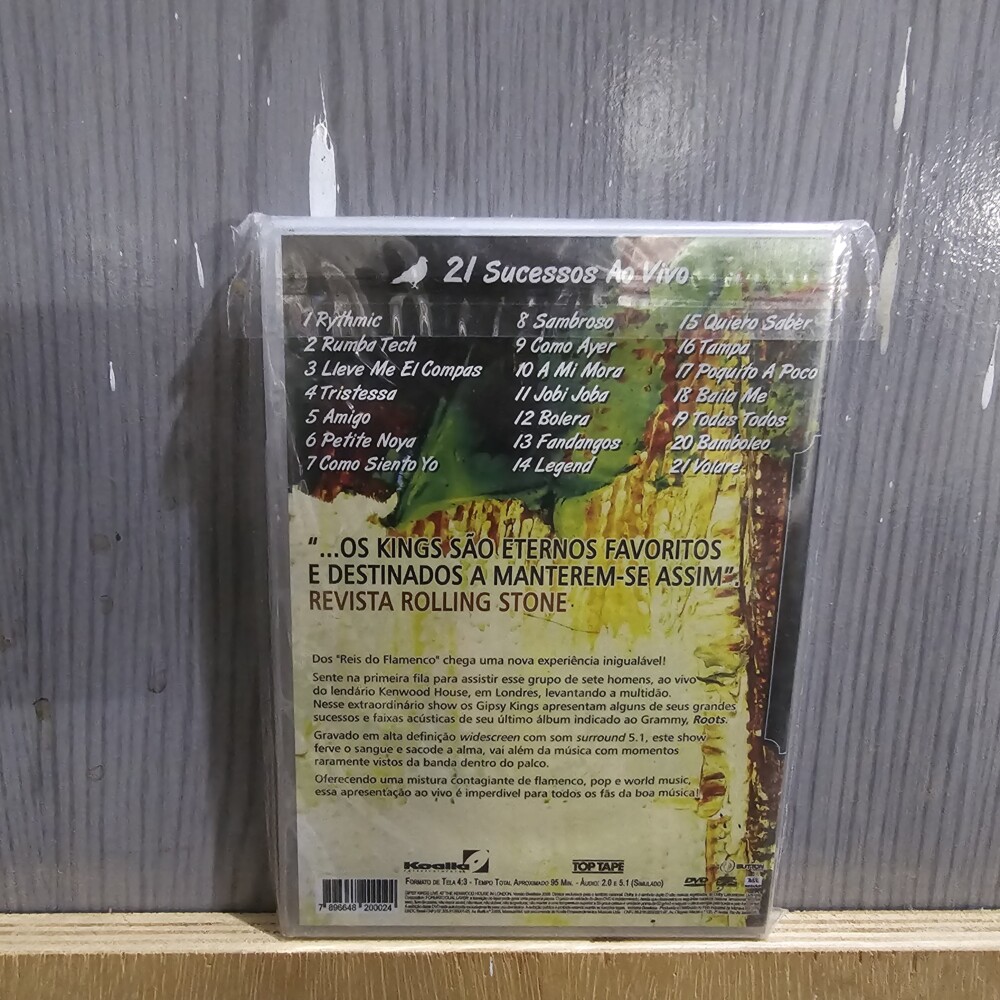 21 Sucessos Ao Vivo
1 Rythmic
2 Rumba Tech
3 Lleve Me El Compas
4 Tristessa
5 Amigo
6 Petite Noya
7 Como Siento Yo
8 Sambroso
9 Como Ayer
10 A Mi Mora
11 Jobi Joba
12 Bolera
13 Fandangos
14 Legend
15 Quiero Saber
16 Tampa
17 Poquito A Poco
18 Baila Me
19 Todas Todos
20 Bamboleo
21 Volare
"...OS KINGS SÃO ETERNOS FAVORITOS
E DESTINADOS A MANTEREM-SE ASSIM".
REVISTA ROLLING STONE
Dos "Reis do Flamenco" chega uma nova experiência inigualável!
Sente na primeira fila para assistir esse grupo de sete homens, ao vivo
do lendário Kenwood House, em Londres, levantando a multidão.
Nesse extraordinário show os Gipsy Kings apresentam alguns de seus grandes
sucessos e faixas acústicas de seu último álbum indicado ao Grammy, Roots.
Gravado em alta definição widescreen com som surround 5.1, este show
ferve o sangue e sacode a alma, vai além da música com momentos
raramente vistos da banda dentro do palco.
Oferecendo uma mistura contagiante de flamenco, pop e world music,
essa apresentação ao vivo é imperdivel para todos os fãs da boa música!
Koalla
TOP TAPE
DVD
FORMATO DE TELA 4:3 - TEMPO TOTAL APROXIMADO 95 MIN. - ÁUDIO: 2.0 E 5.1 (SIMULADO)
7 896648 200024